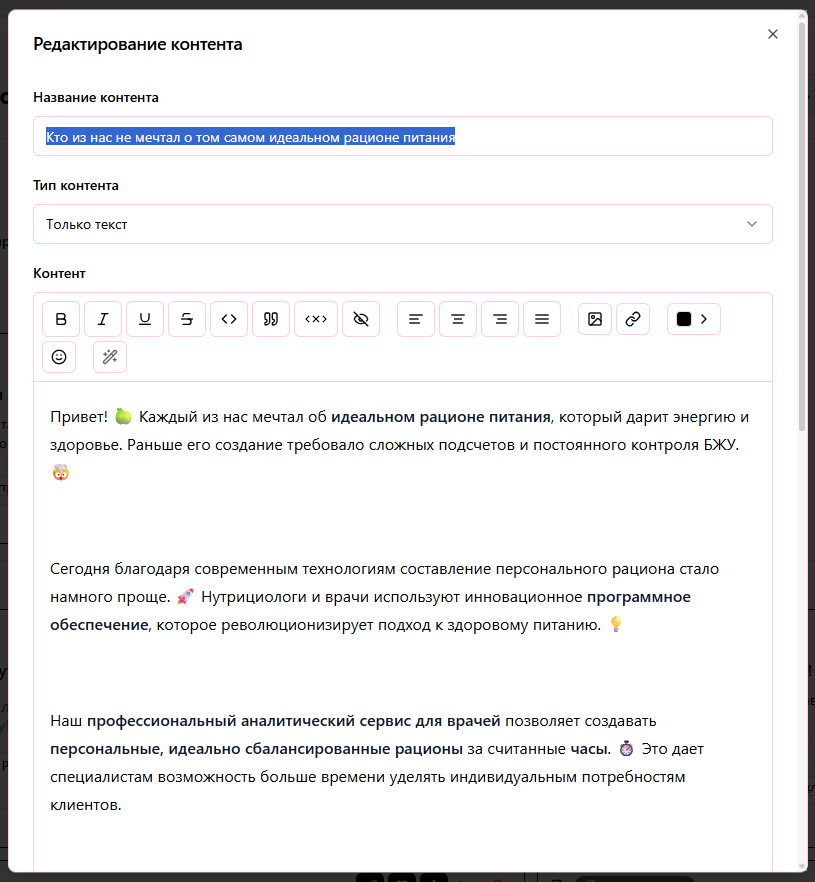 Редактирование контента
Название контента
Кто из нас не мечтал о том самом идеальном рационе питания
Тип контента
Только текст
Контент
Привет! 🍏 Каждый из нас мечтал об идеальном рационе питания, который дарит энергию и
здоровье. Раньше его создание требовало сложных подсчетов и постоянного контроля БЖУ.
🤯
Сегодня благодаря современным технологиям составление персонального рациона стало
намного проще. 🚀 Нутрициологи и врачи используют инновационное программное
обеспечение, которое революционизирует подход к здоровому питанию. 💡
Наш профессиональный аналитический сервис для врачей позволяет создавать
персональные, идеально сбалансированные рационы за считанные часы. ⏱️ Это дает
специалистам возможность больше времени уделять индивидуальным потребностям
клиентов.